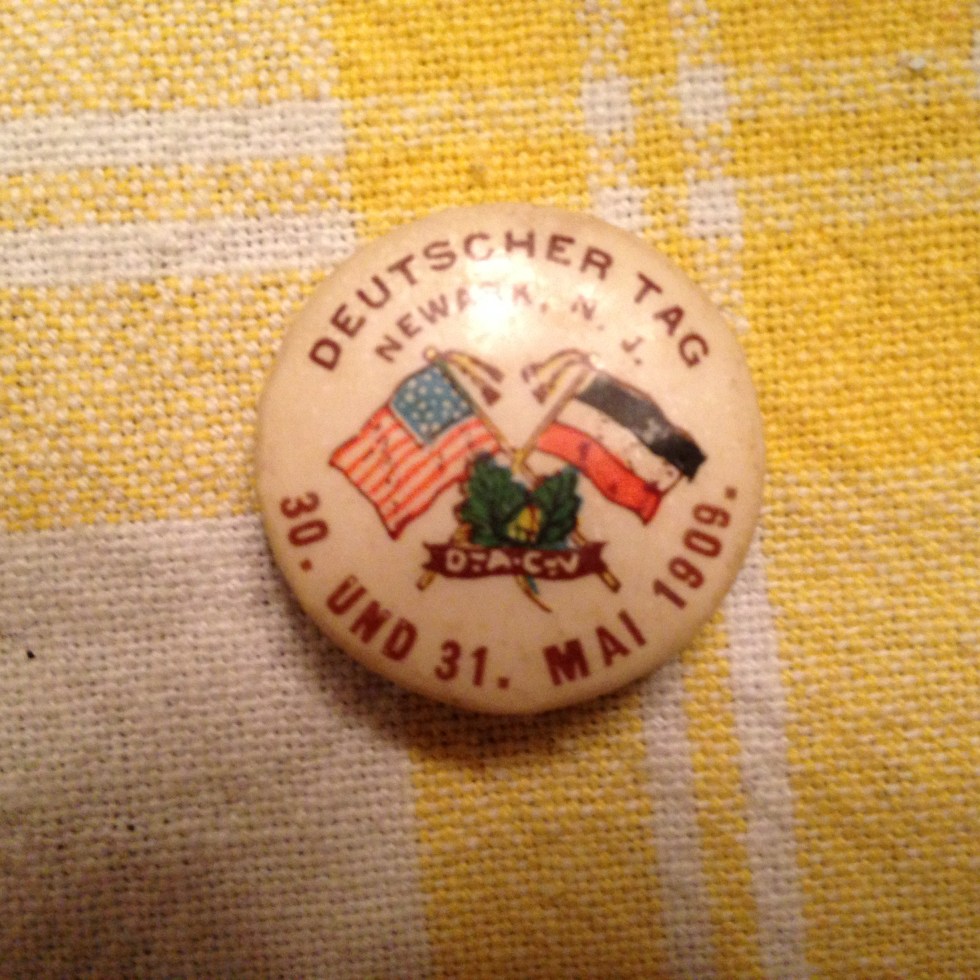 DEUTSCHER TAG
NEWARK, N. J.
D-A-C-V
30. UND 31. MAI 1909.